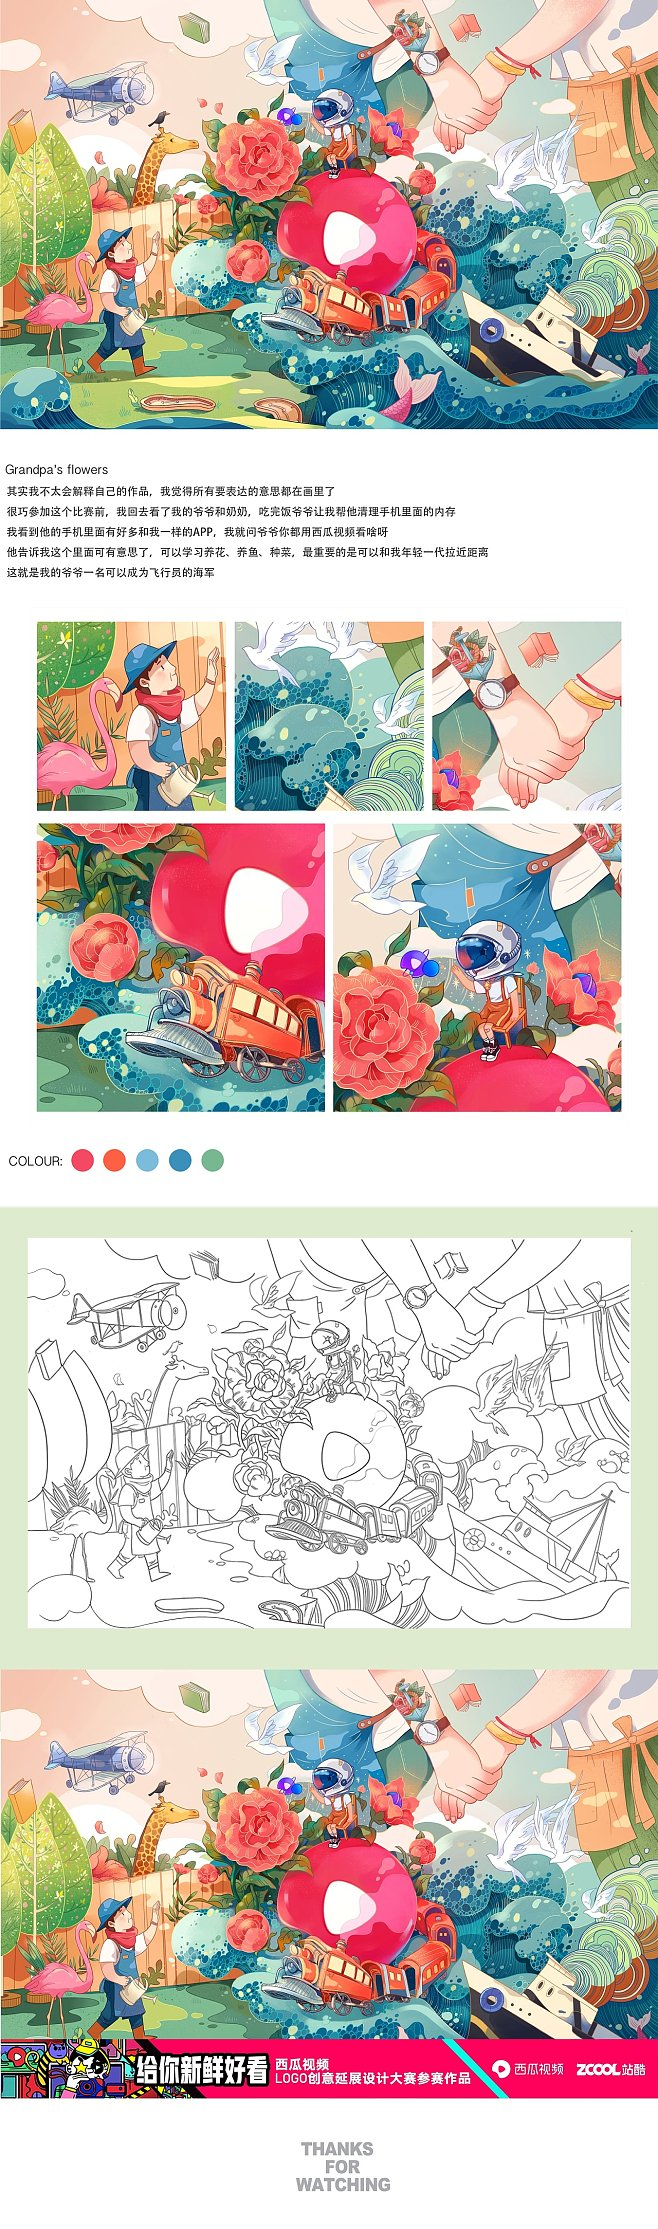 Grandpa's flowers
其实我不太会解释自己的作品，我觉得所有要表达的意思都在画里了
很巧参加这个比赛前，我回去看了我的爷爷和奶奶，吃完饭爷爷让我帮他清理手机里面的内存
我看到他的手机里面有好多和我一样的APP，我就问爷爷你都用西瓜视频看啥呀
他告诉我这个里面可有意思了，可以学习养花、养鱼、种菜，最重要的是可以和我年轻一代拉近距离
这就是我的爷爷一名可以成为飞行员的海军
COLOUR:
给你新鲜好看
西瓜视频
LOGO创意延展设计大赛参赛作品
西瓜视频
ZCOOL站酷
THANKS
FOR
WATCHING